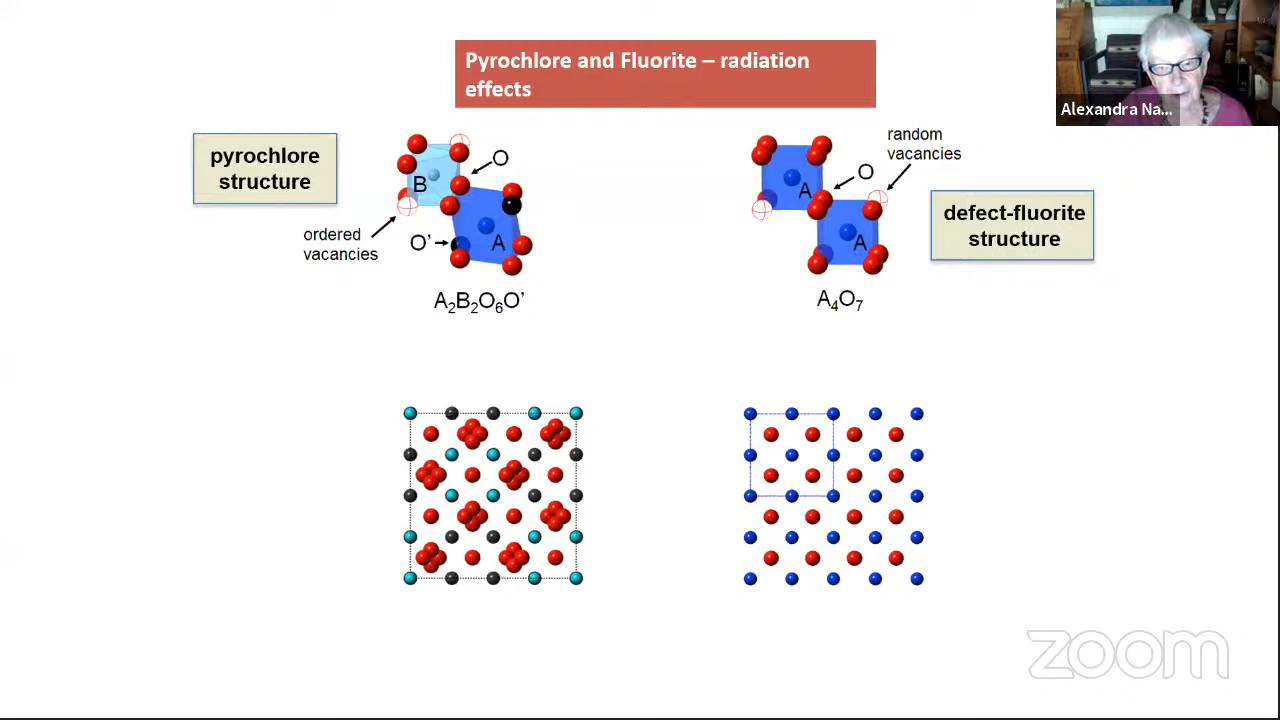 Pyrochlore and Fluorite – radiation
effects
Alexandra Na...
pyrochlore
structure
B
O
A
O’
ordered
vacancies
A₂B₂O₆O’
random
vacancies
A
O
A
defect-fluorite
structure
A₄O₇
zoom